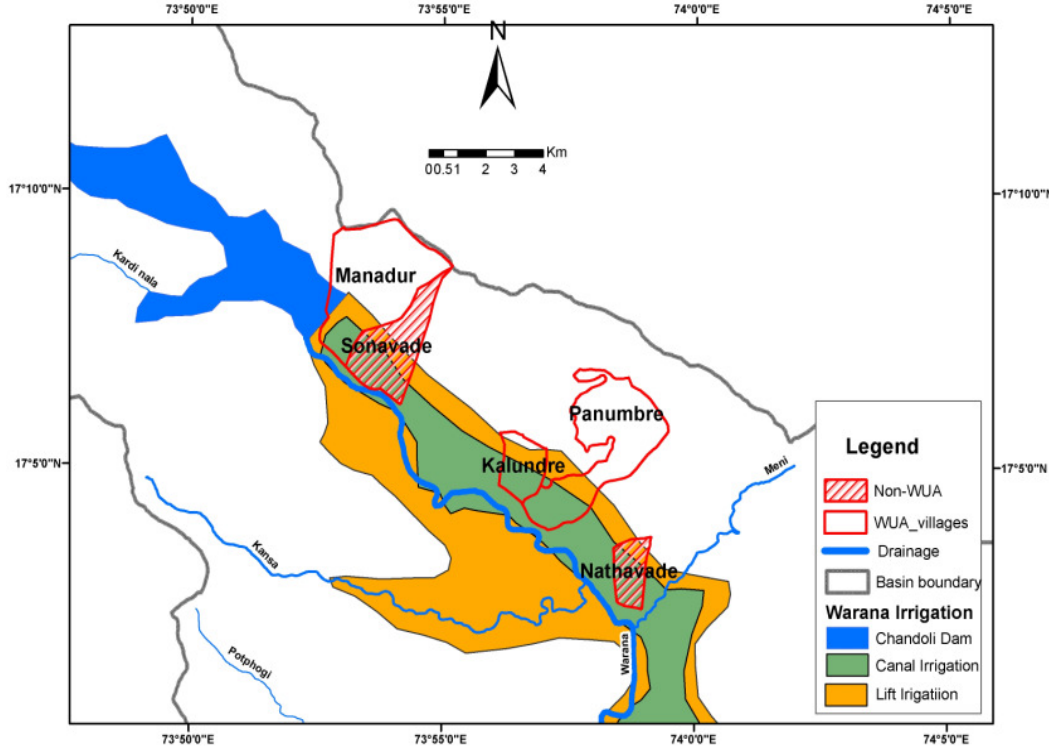 73°50'0"E 73°55'0"E 74°0'0"E 74°5'0"E
N
Km
00.51 2 3 4
17°10'0"N 17°10'0"N
Kardi nala
Manadur
Sonavade
Panumbre
Kalundre
17°5'0"N 17°5'0"N
Meni
Kansa
Nathavade
Warana
Potphogi
Legend
Non-WUA
WUA_villages
Drainage
Basin boundary
Warana Irrigation
Chandoli Dam
Canal Irrigation
Lift Irrigatiion
73°50'0"E 73°55'0"E 74°0'0"E 74°5'0"E